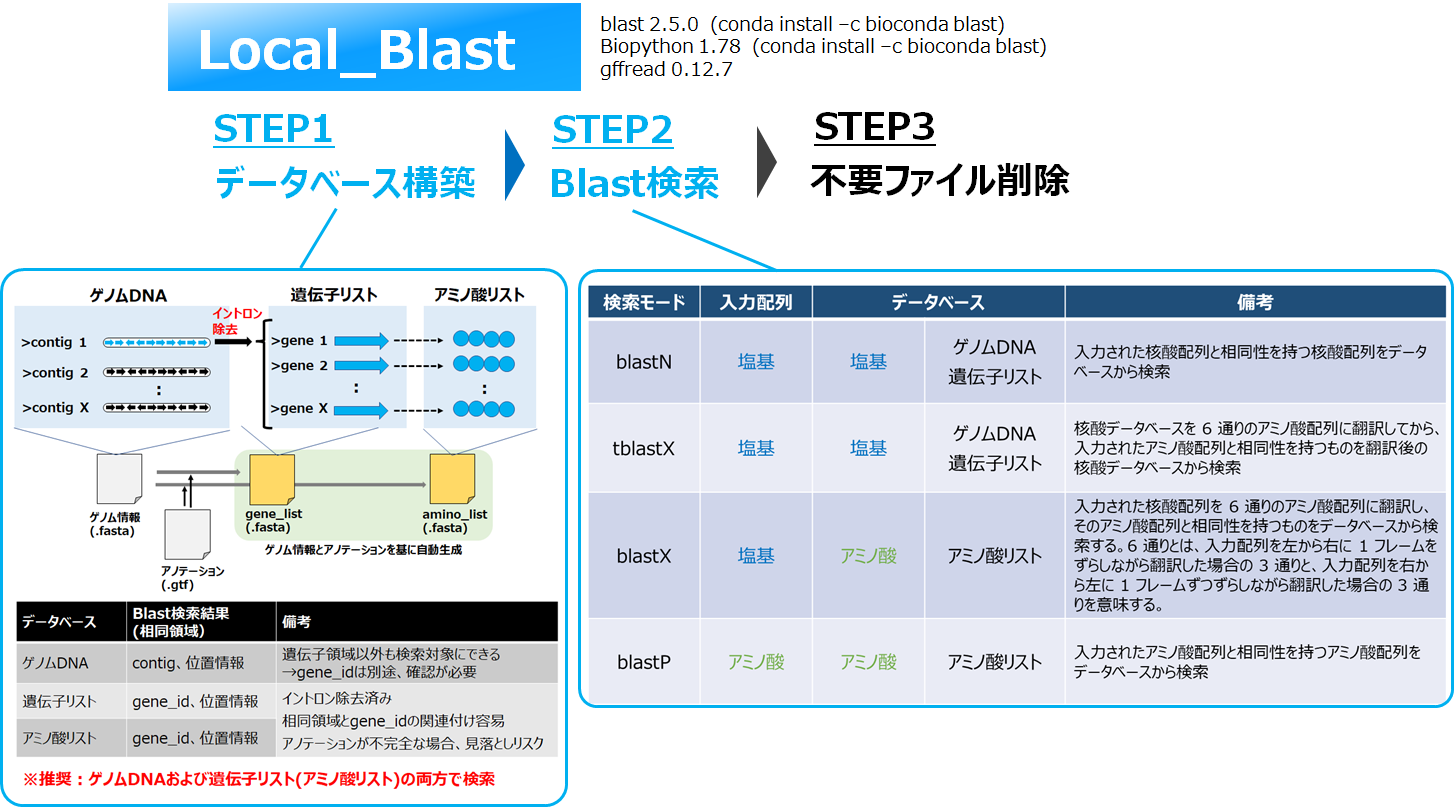 Local_Blast
blast 2.5.0  (conda install –c bioconda blast)
Biopython 1.78  (conda install –c bioconda blast)
gffread 0.12.7
STEP1
データベース構築
STEP2
Blast検索
STEP3
不要ファイル削除
ゲノムDNA
遺伝子リスト
アミノ酸リスト
イントロン
除去
>contig 1
>contig 2
:
>contig X
>gene 1
>gene 2
:
>gene X
:
ゲノム情報
(.fasta)
アノテーション
(.gtf)
gene_list
(.fasta)
amino_list
(.fasta)
ゲノム情報とアノテーションを基に自動生成
データベース
Blast検索結果
(相同領域)
備考
ゲノムDNA
contig、位置情報
遺伝子領域以外も検索対象にできる
→gene_idは別途、確認が必要
遺伝子リスト
gene_id、位置情報
イントロン除去済み
相同領域とgene_idの関連付け容易
アノテーションが不完全な場合、見落としリスク
アミノ酸リスト
gene_id、位置情報
※推奨：ゲノムDNAおよび遺伝子リスト(アミノ酸リスト)の両方で検索
検索モード
入力配列
データベース
備考
blastN
塩基
塩基
ゲノムDNA
遺伝子リスト
入力された核酸配列と相同性を持つ核酸配列をデータ
ベースから検索
tblastX
塩基
塩基
ゲノムDNA
遺伝子リスト
核酸データベースを 6 通りのアミノ酸配列に翻訳してから、
入力されたアミノ酸配列と相同性を持つものを翻訳後の
核酸データベースから検索
blastX
塩基
アミノ酸
アミノ酸リスト
入力された核酸配列を 6 通りのアミノ酸配列に翻訳し、
そのアミノ酸配列と相同性を持つものをデータベースから検
索する。6 通りとは、入力配列を左から右に 1 フレームを
ずらしながら翻訳した場合の 3 通りと、入力配列を右か
ら左に 1 フレームずつずらしながら翻訳した場合の 3 通
りを意味する。
blastP
アミノ酸
アミノ酸
アミノ酸リスト
入力されたアミノ酸配列と相同性を持つアミノ酸配列を
データベースから検索